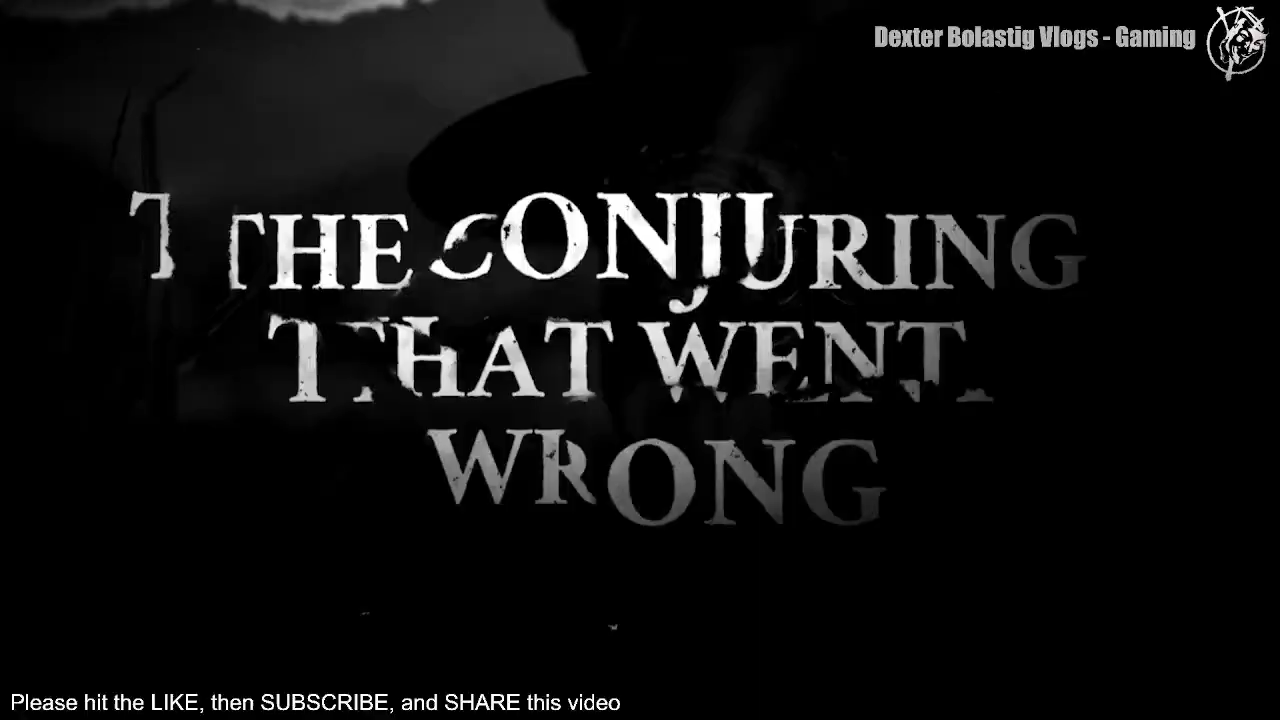 Dexter Bolastig Vlogs - Gaming
THE CONJURING
THAT WENT
WRONG
Please hit the LIKE, then SUBSCRIBE, and SHARE this video